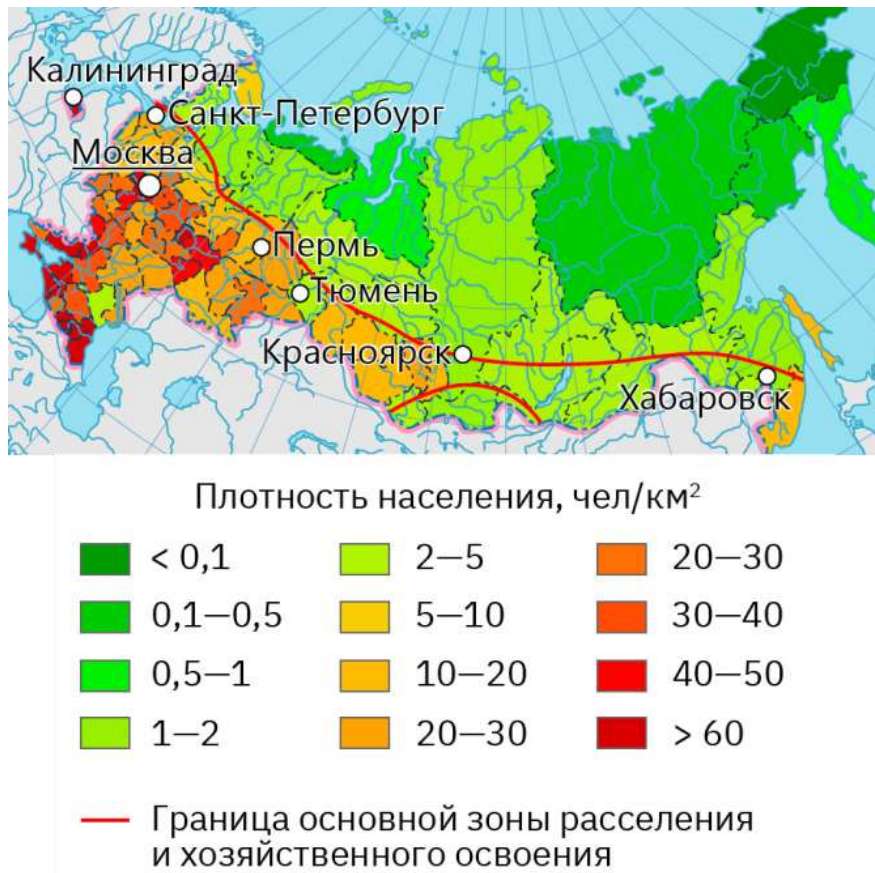 Калининград
Санкт-Петербург
Москва
Пермь
Тюмень
Красноярск
Хабаровск
Плотность населения, чел/км²
< 0,1
2—5
20—30
0,1—0,5
5—10
30—40
0,5—1
10—20
40—50
1—2
20—30
> 60
Граница основной зоны расселения
и хозяйственного освоения